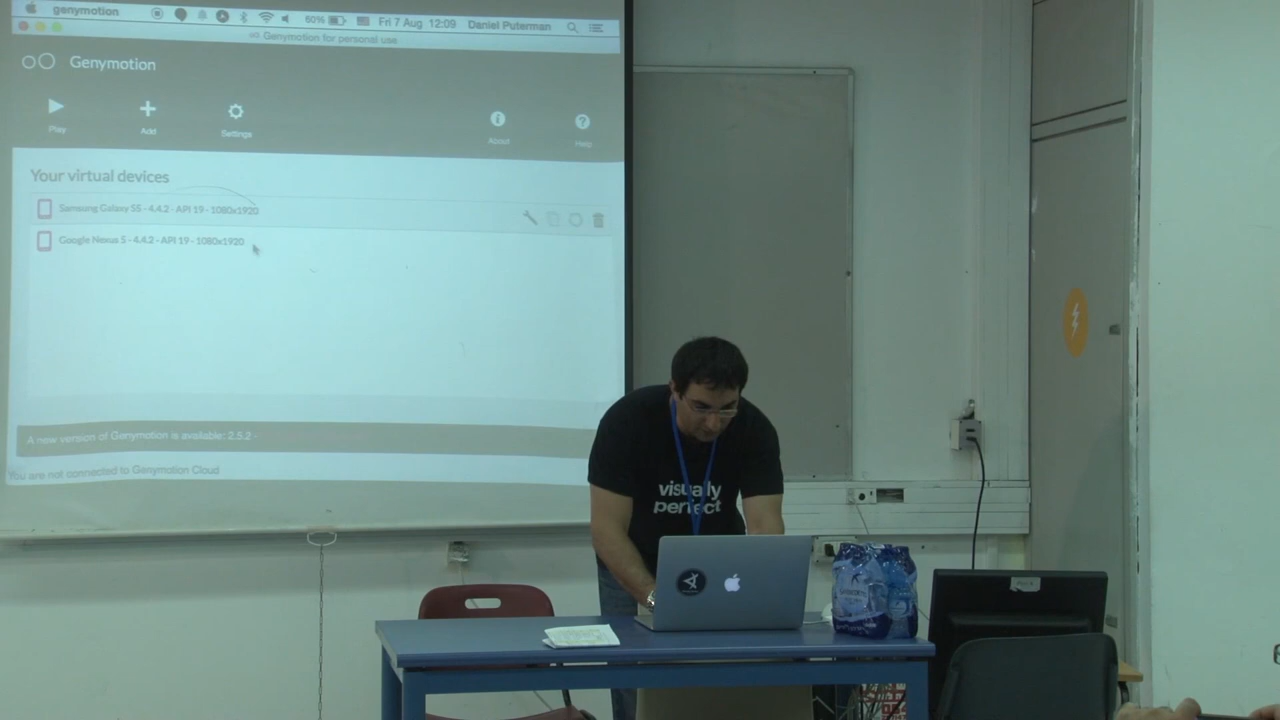 genymotion 60% Fri 7 Aug 12:09 Daniel Puterman
Genymotion for personal use
Genymotion
Play Add Settings About Help
Your virtual devices
Samsung Galaxy S5 - 4.4.2 - API 19 - 1080x1920
Google Nexus 5 - 4.4.2 - API 19 - 1080x1920
A new version of Genymotion is available: 2.5.2 -
You are not connected to Genymotion Cloud
visually
perfect